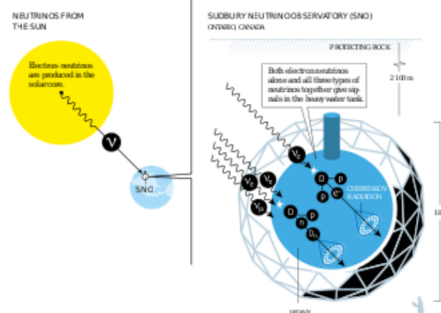 NEUTRINOS FROM
THE SUN
Electron-neutrinos
are produced in the
solar core.
ν
SNO
SUDBURY NEUTRINO OBSERVATORY (SNO)
ONTARIO, CANADA
PROTECTING ROCK
2 100 m
Both electron neutrinos
alone and all three types of
neutrinos together give sig-
nals in the heavy water tank.
CHERENKOV
RADIATION
D
p
p
e-
D
p
n